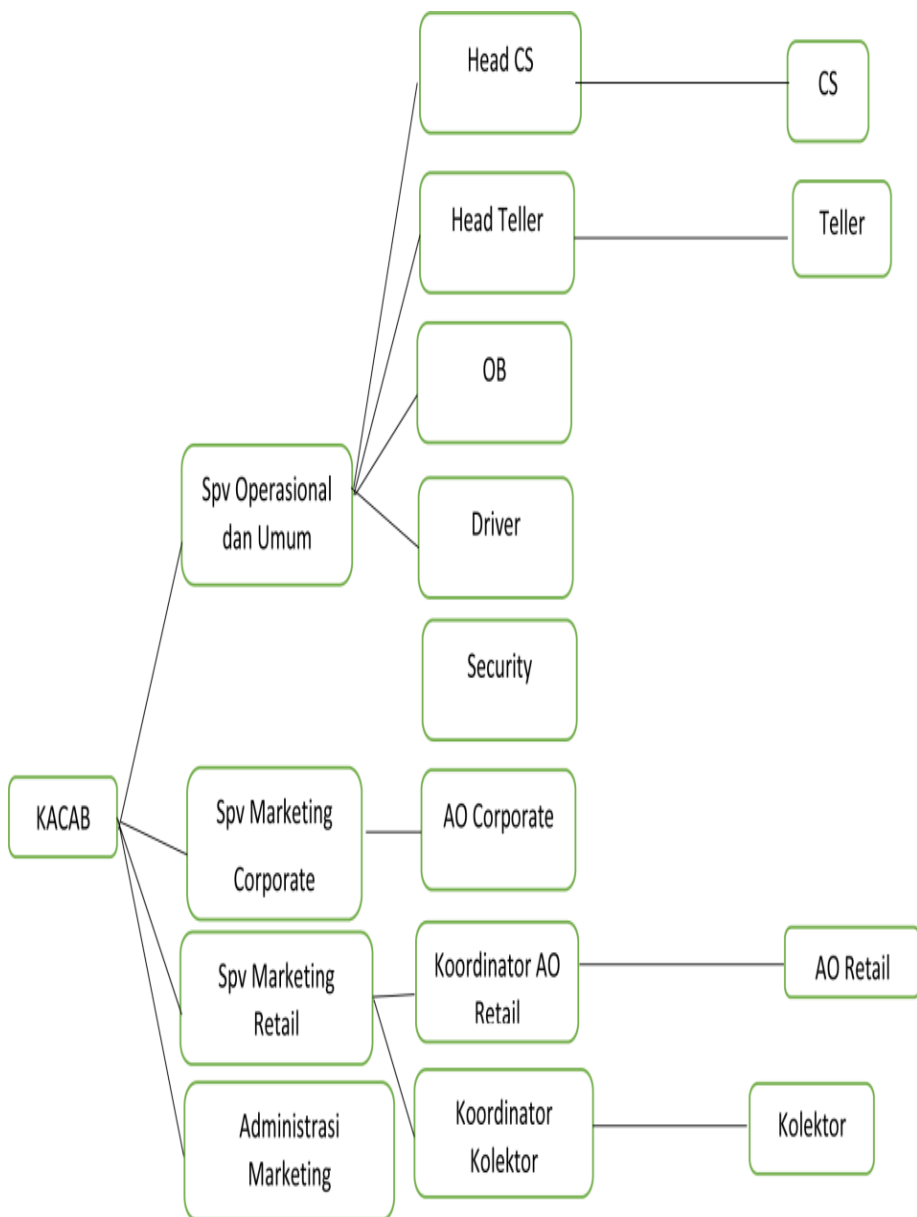 Head CS
CS
Head Teller
Teller
OB
Spv Operasional
dan Umum
Driver
Security
KACAB
Spv Marketing
Corporate
AO Corporate
Spv Marketing
Retail
Koordinator AO
Retail
AO Retail
Administrasi
Marketing
Koordinator
Kolektor
Kolektor